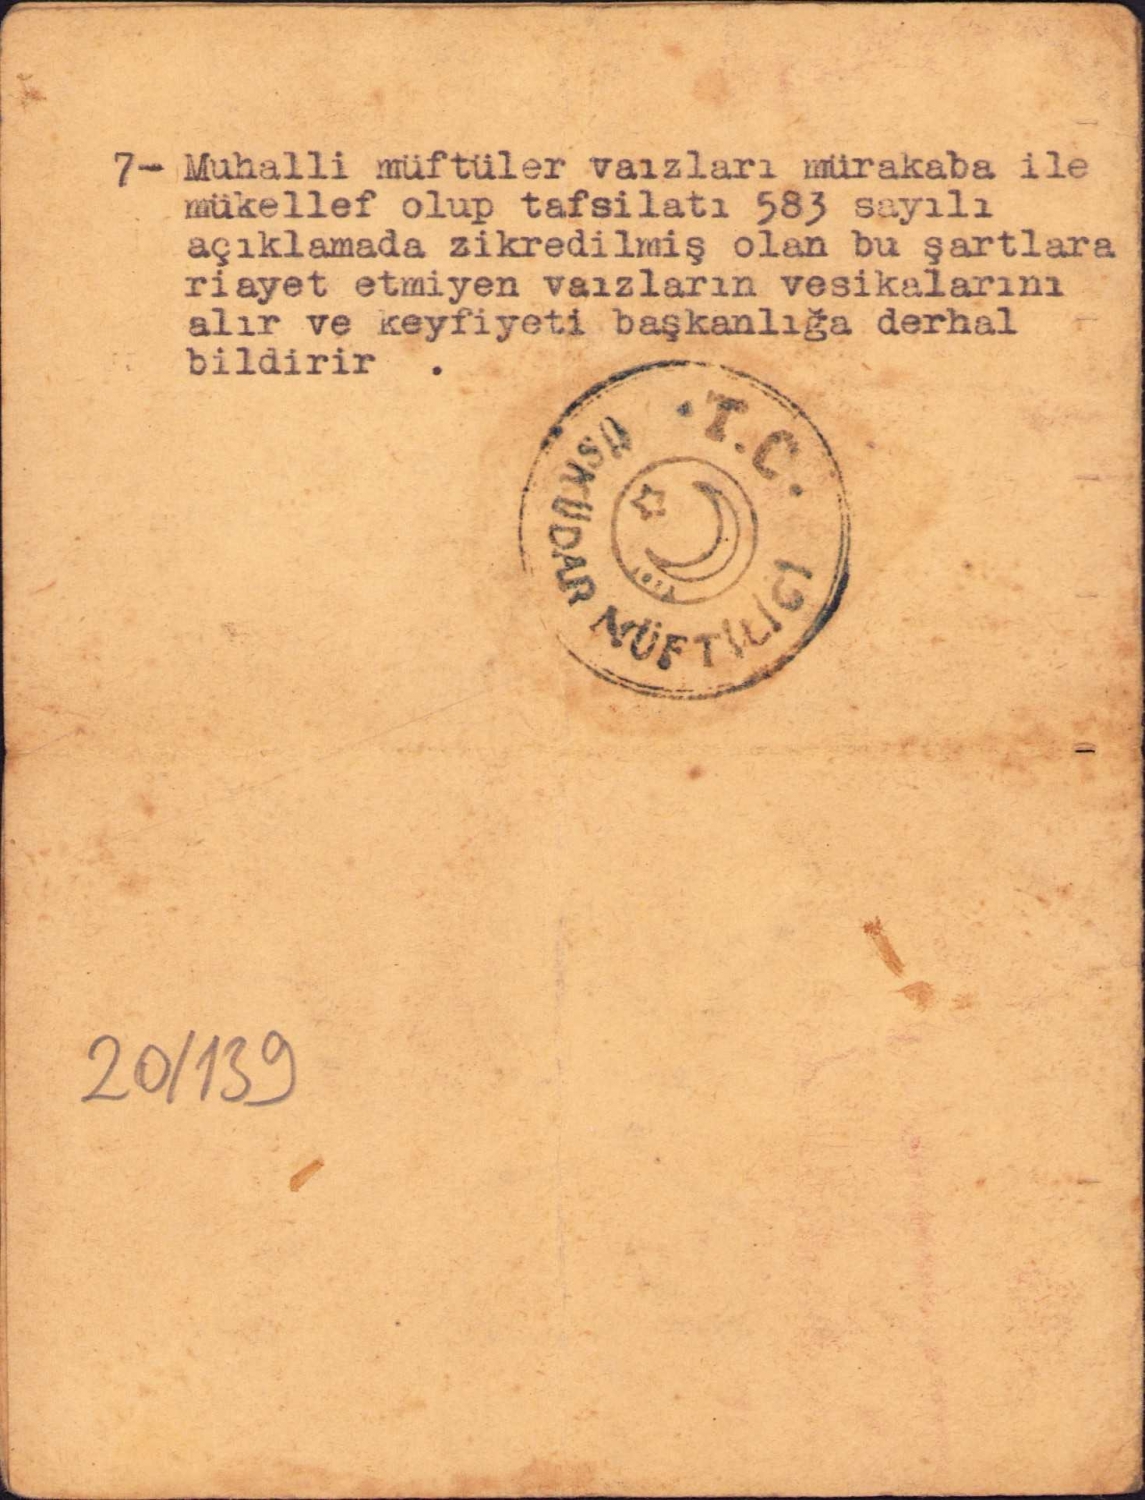 7- Muhalli müftüler vaızları mürakaba ile
mükellef olup tafsilatı 583 sayılı
açıklamada zikredilmiş olan bu şartlara
riayet etmiyen vaızların vesikalarını
alır ve keyfiyeti başkanlığa derhal
bildirir .
T.C.
ÜSKÜDAR MÜFTİLİĞİ
20/139